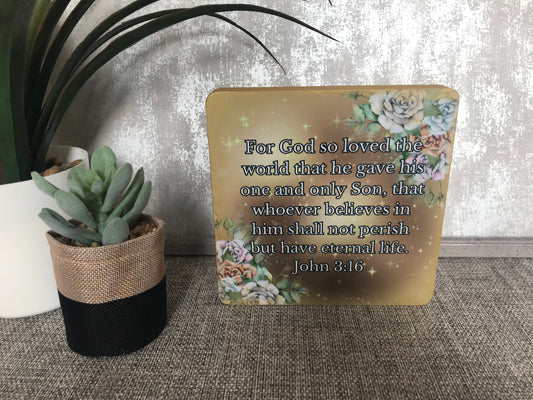 For God so loved the
world that he gave his
one and only Son, that
whoever believes in
him shall not perish
but have eternal life.
John 3:16